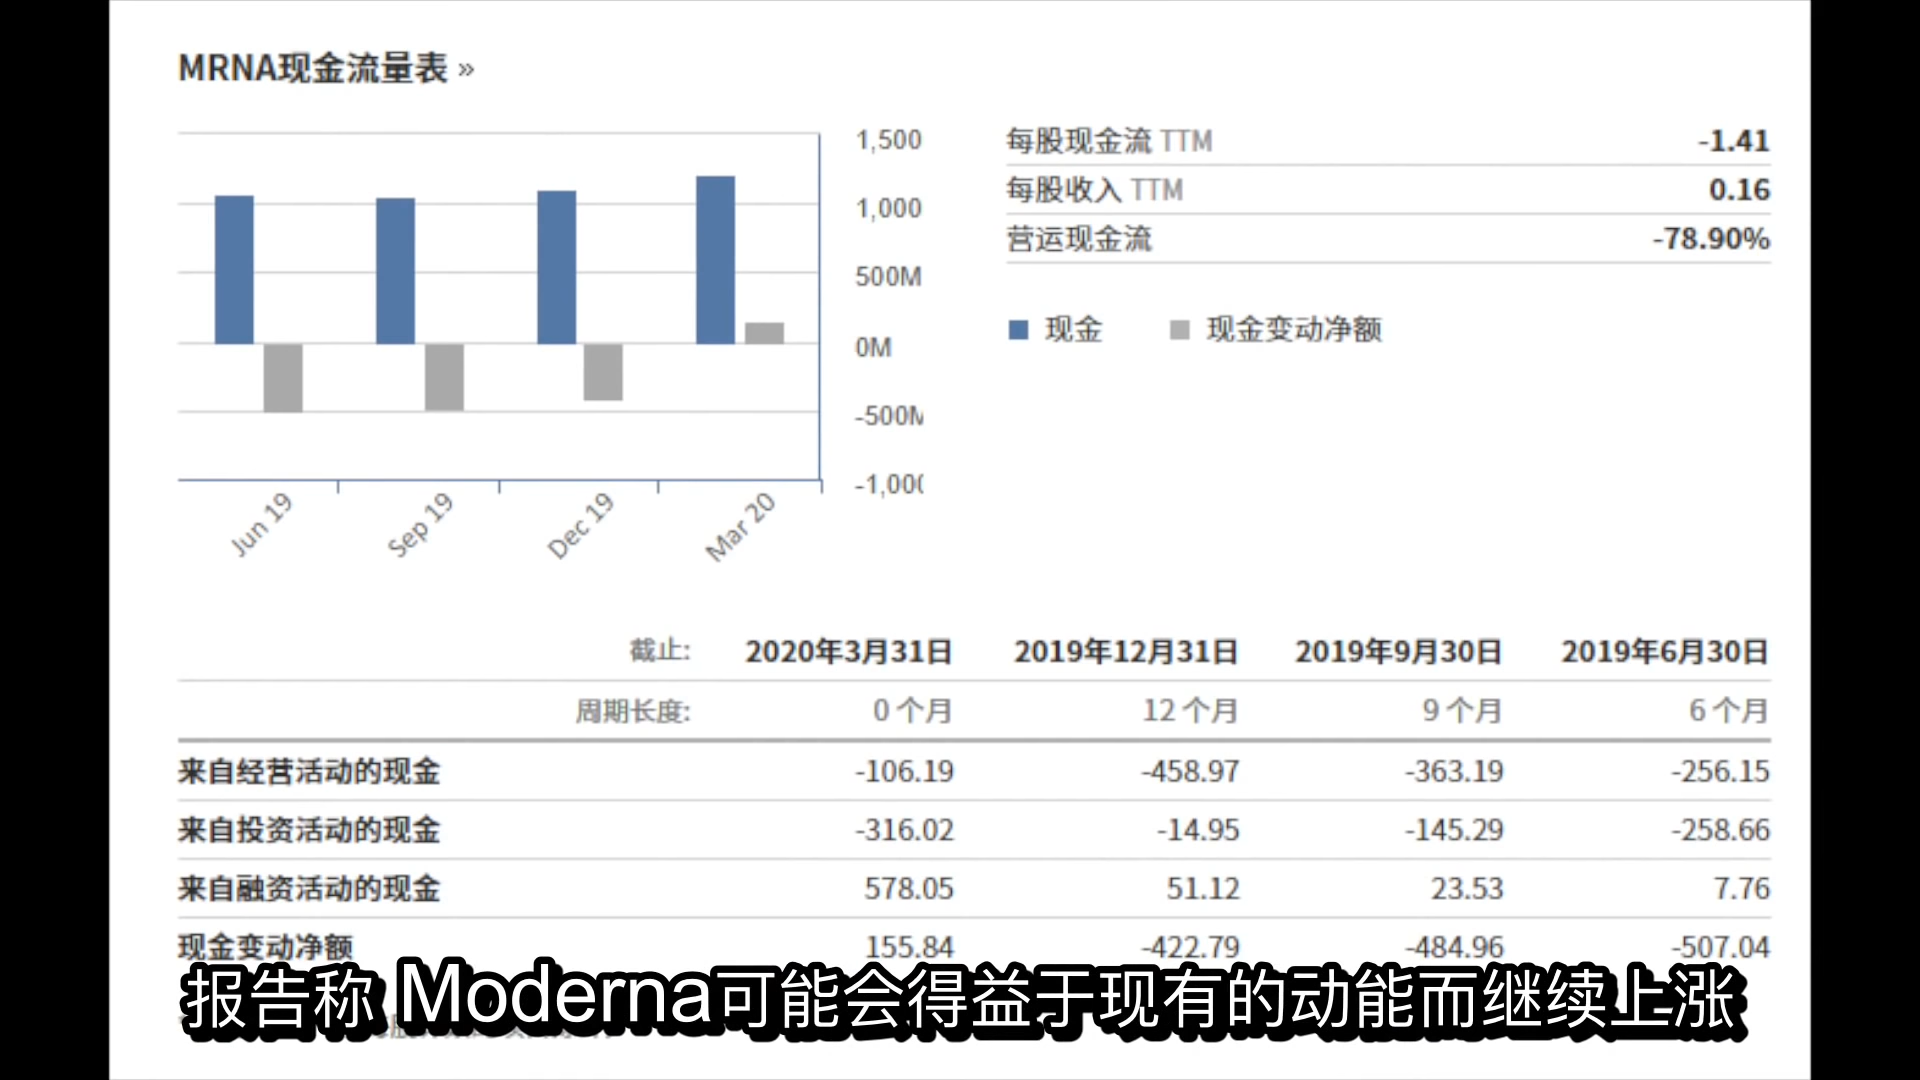 MRNA现金流量表 »
1,500
1,000
500M
0M
-500M
-1,000
Jun 19
Sep 19
Dec 19
Mar 20
每股现金流 TTM -1.41
每股收入 TTM 0.16
营运现金流 -78.90%
现金 现金变动净额
截止: 2020年3月31日 2019年12月31日 2019年9月30日 2019年6月30日
周期长度: 0 个月 12 个月 9 个月 6 个月
来自经营活动的现金 -106.19 -458.97 -363.19 -256.15
来自投资活动的现金 -316.02 -14.95 -145.29 -258.66
来自融资活动的现金 578.05 51.12 23.53 7.76
现金变动净额 155.84 -422.79 -484.96 -507.04
报告称 Moderna可能会得益于现有的动能而继续上涨